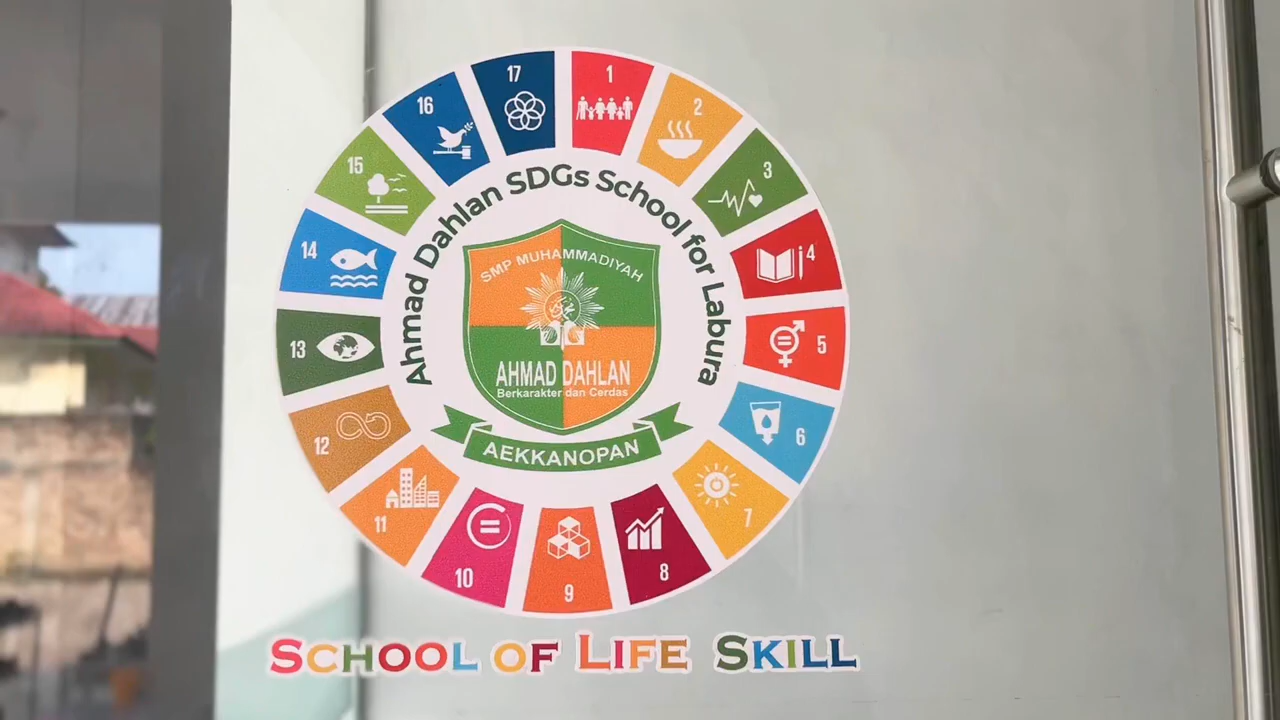 1
2
3
4
5
6
7
8
9
10
11
12
13
14
15
16
17
Ahmad Dahlan SDGs School for Labura
SMP MUHAMMADIYAH
AHMAD DAHLAN
Berkarakter dan Cerdas
AEKKANOPAN
SCHOOL OF LIFE SKILL